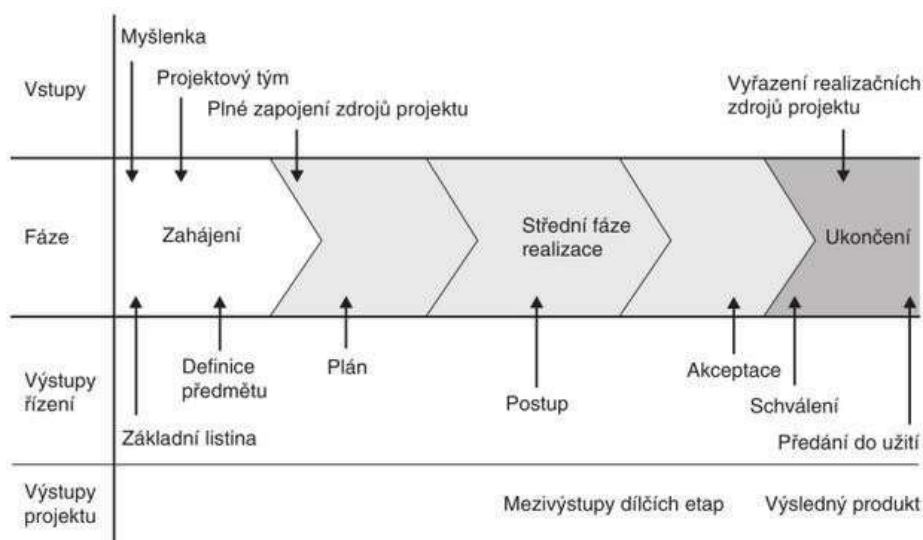 Vstupy
Myšlenka
Projektový tým
Plné zapojení zdrojů projektu
Vyřazení realizačních
zdrojů projektu
Fáze
Zahájení
Střední fáze
realizace
Ukončení
Výstupy
řízení
Základní listina
Definice
předmětu
Plán
Postup
Akceptace
Schválení
Předání do užití
Výstupy
projektu
Mezivýstupy dílčích etap
Výsledný produkt